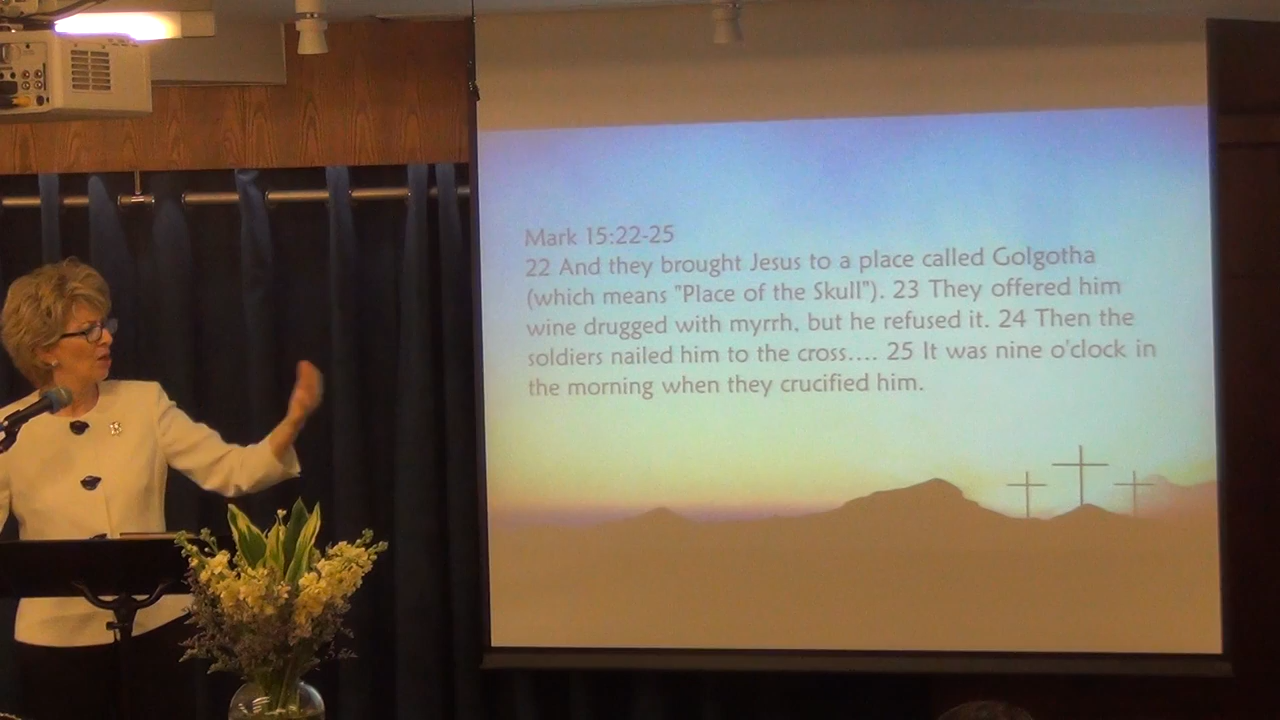 Mark 15:22-25
22 And they brought Jesus to a place called Golgotha
(which means "Place of the Skull"). 23 They offered him
wine drugged with myrrh, but he refused it. 24 Then the
soldiers nailed him to the cross.... 25 It was nine o'clock in
the morning when they crucified him.